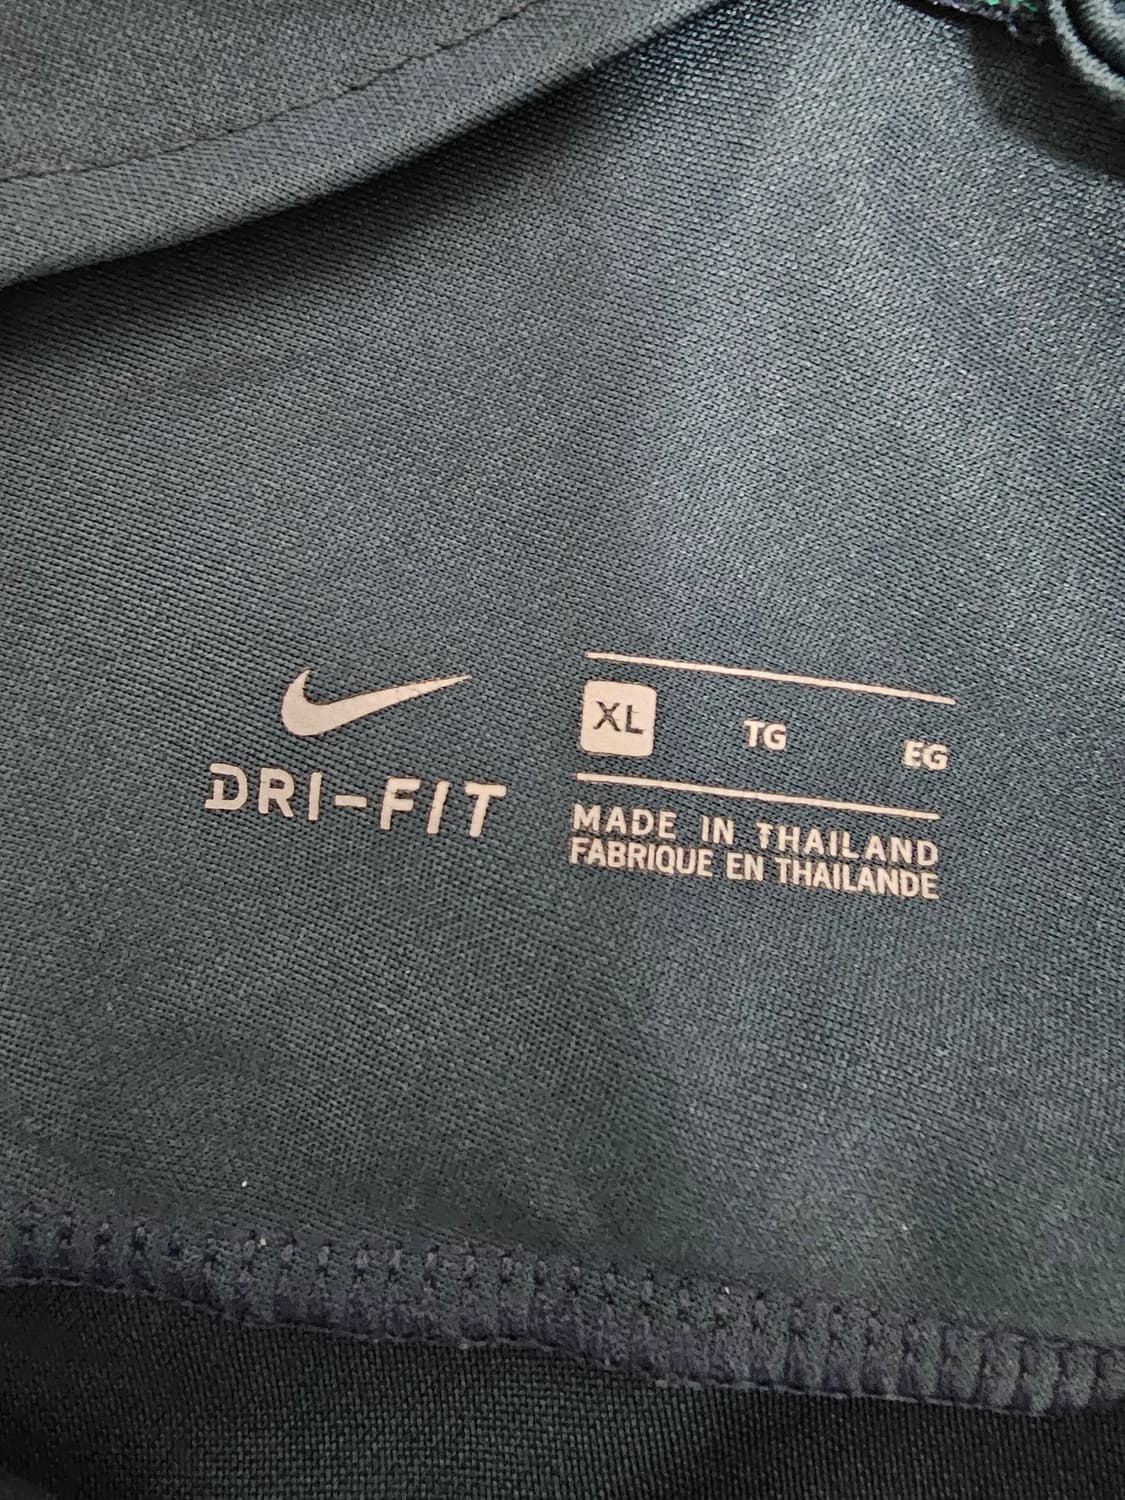 DRI-FIT
XL TG EG
MADE IN THAILAND
FABRIQUE EN THAILANDE